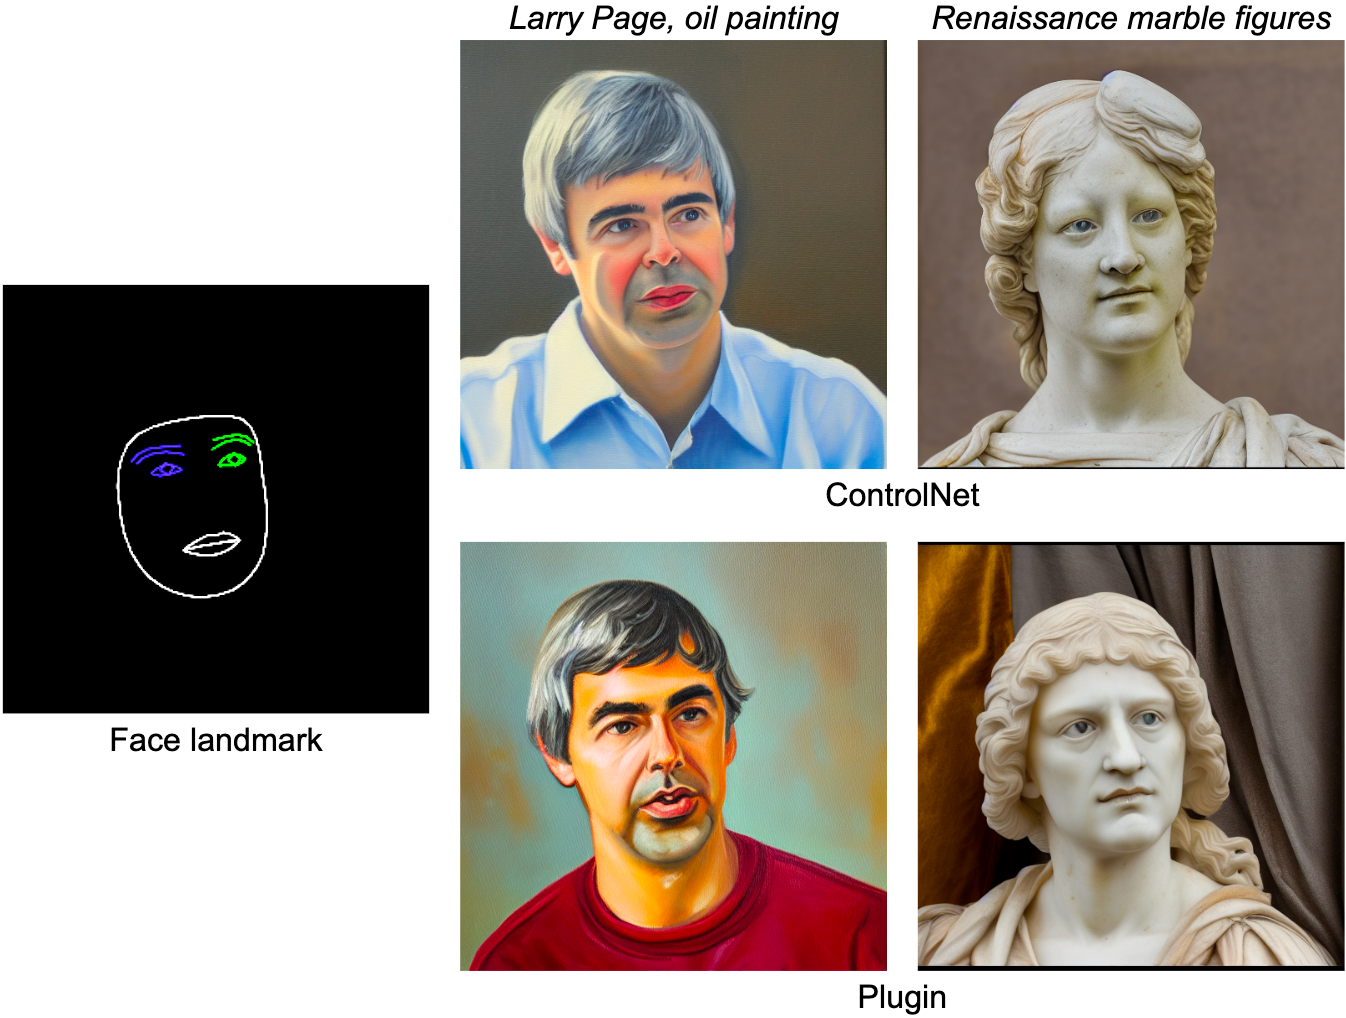 Larry Page, oil painting
Renaissance marble figures
ControlNet
Face landmark
Plugin